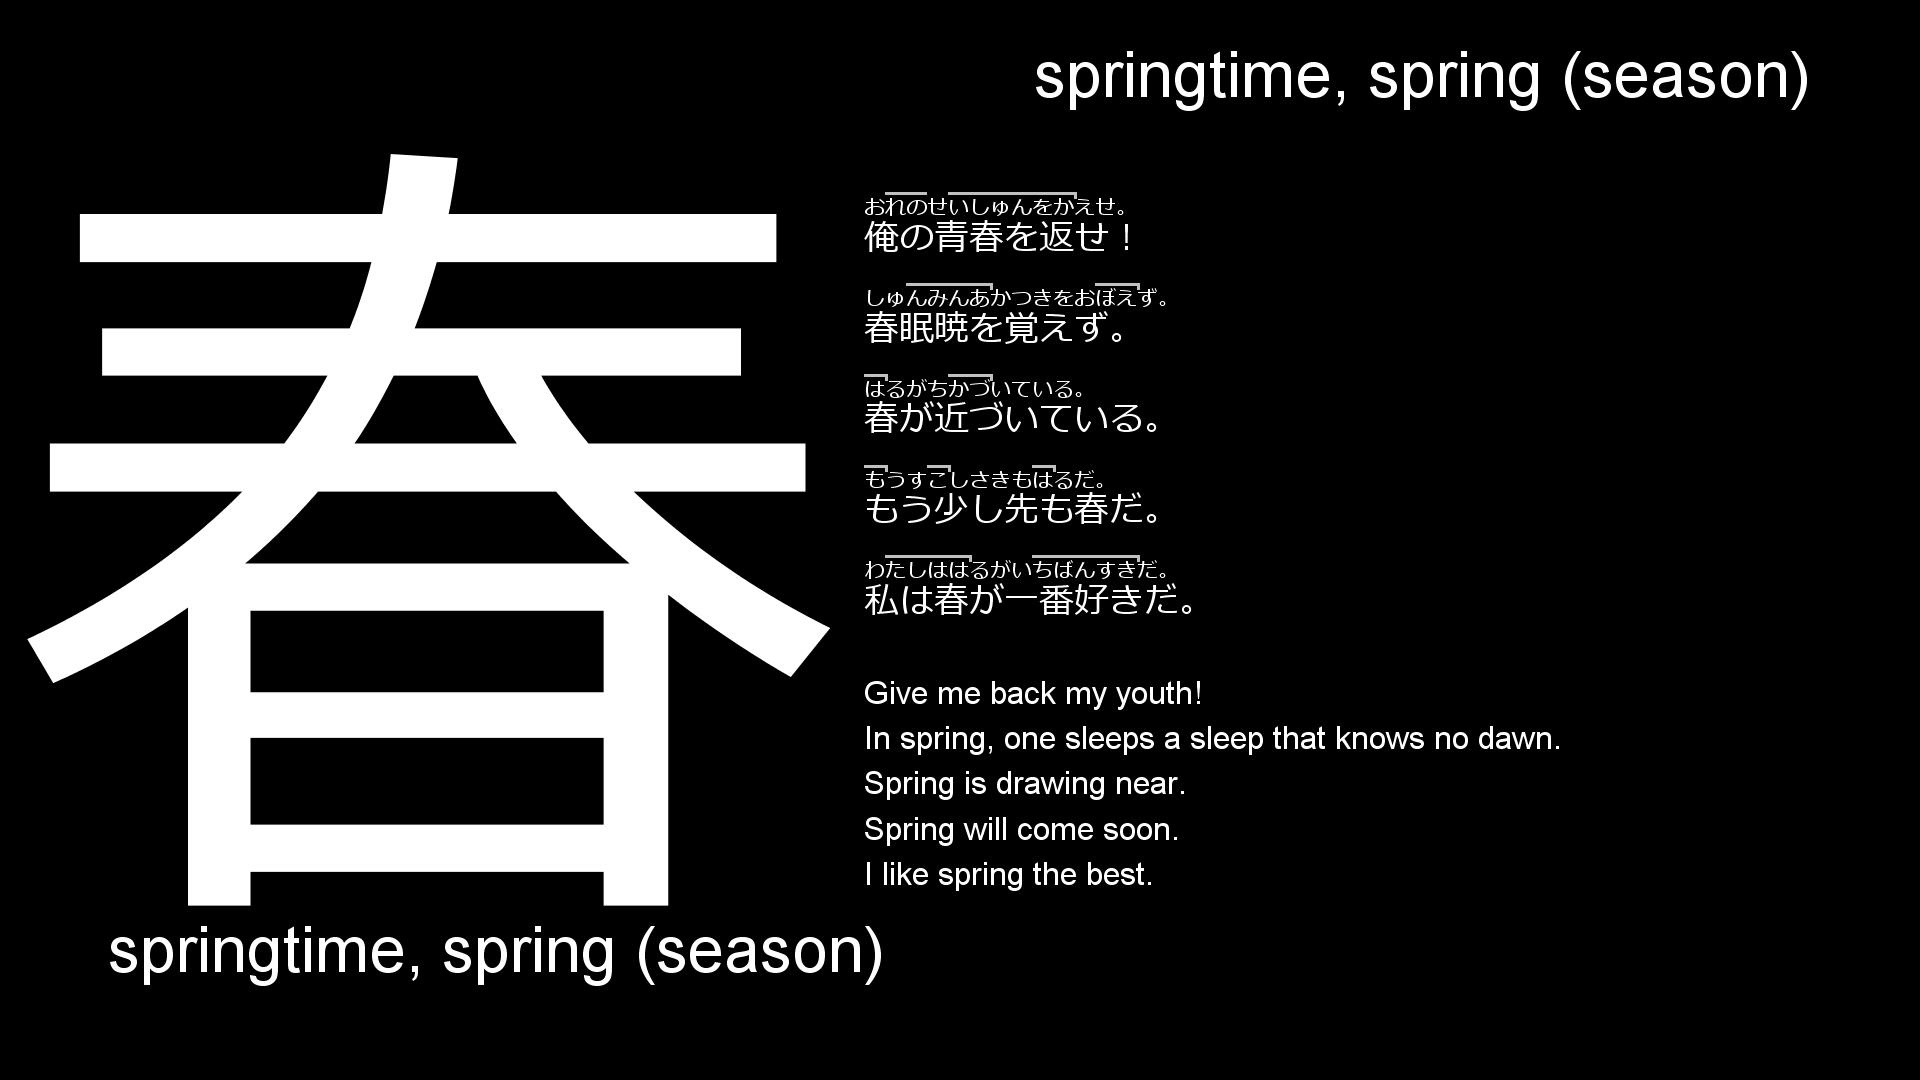 springtime, spring (season)
春
おれのせいしゅんをかえせ。
俺の青春を返せ！
しゅんみんあかつきをおぼえず。
春眠暁を覚えず。
はるがちかづいている。
春が近づいている。
もうすこしさきもはるだ。
もう少し先も春だ。
わたしははるがいちばんすきだ。
私は春が一番好きだ。
Give me back my youth!
In spring, one sleeps a sleep that knows no dawn.
Spring is drawing near.
Spring will come soon.
I like spring the best.
springtime, spring (season)